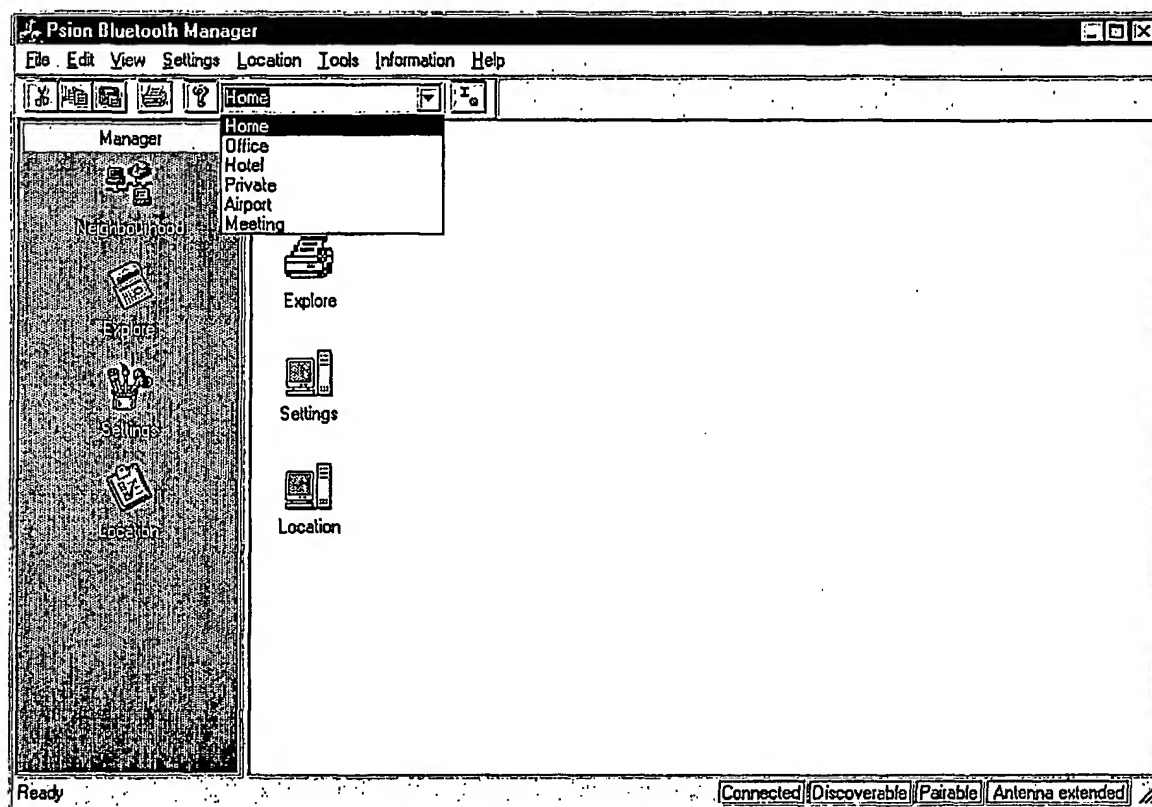 Psion Bluetooth Manager
File Edit View Settings Location Tools Information Help
Home
Manager
Home
Office
Hotel
Private
Airport
Meeting
Neighbourhood
Explore
Settings
Location
Explore
Settings
Location
Ready Connected Discoverable Pairable Antenna extended